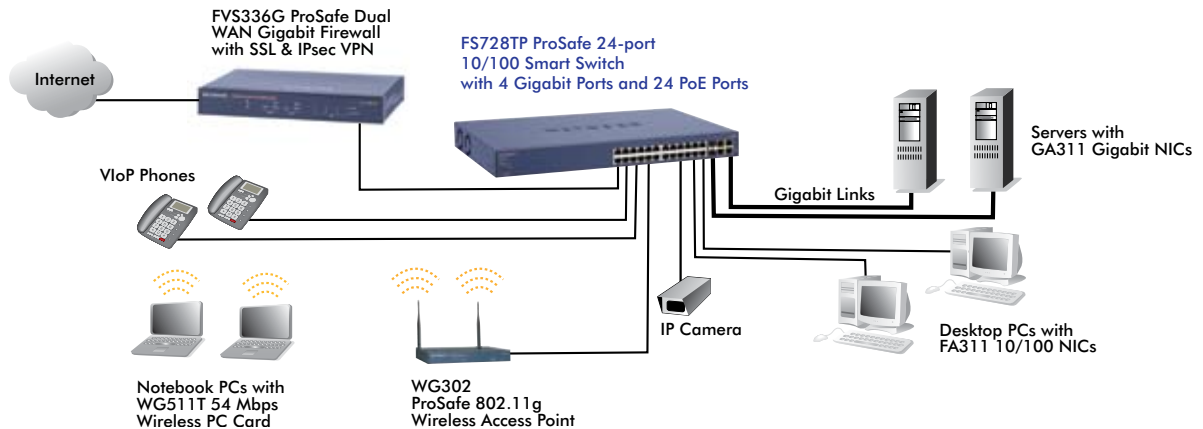 FVS336G ProSafe Dual
WAN Gigabit Firewall
with SSL & IPsec VPN
FS728TP ProSafe 24-port
10/100 Smart Switch
with 4 Gigabit Ports and 24 PoE Ports
Internet
Servers with
GA311 Gigabit NICs
VIoP Phones
Gigabit Links
IP Camera
Desktop PCs with
FA311 10/100 NICs
Notebook PCs with
WG511T 54 Mbps
Wireless PC Card
WG302
ProSafe 802.11g
Wireless Access Point